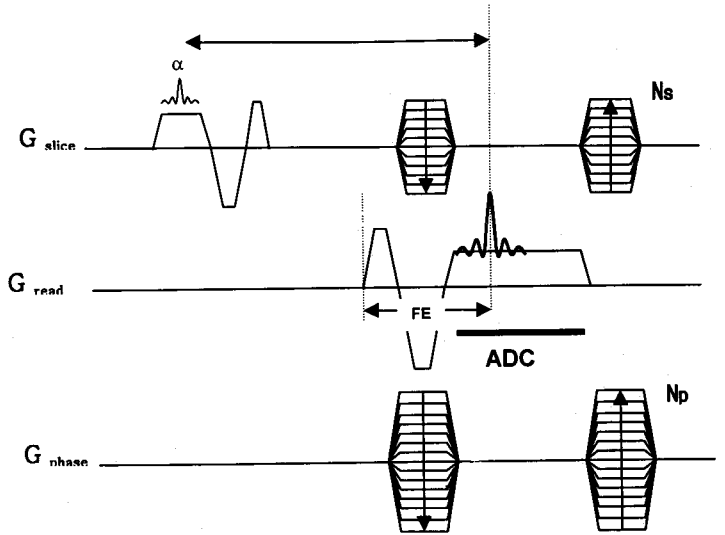 α
Ns
G slice
G read
FE
ADC
Np
G phase